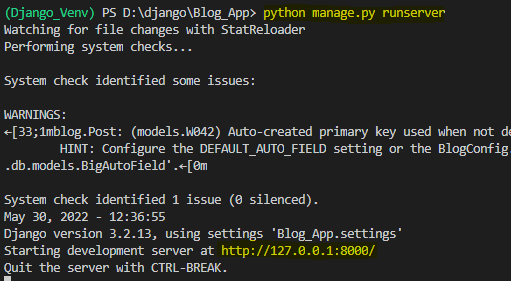 (Django_Venv) PS D:\django\Blog_App> python manage.py runserver
Watching for file changes with StatReloader
Performing system checks...
System check identified some issues:
WARNINGS:
←[33;1mblog.Post: (models.W042) Auto-created primary key used when not de
HINT: Configure the DEFAULT_AUTO_FIELD setting or the BlogConfig.
.db.models.BigAutoField'.←[0m
System check identified 1 issue (0 silenced).
May 30, 2022 - 12:36:55
Django version 3.2.13, using settings 'Blog_App.settings'
Starting development server at http://127.0.0.1:8000/
Quit the server with CTRL-BREAK.